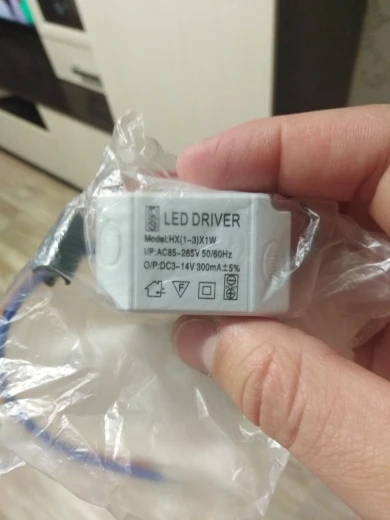 LED DRIVER
Model:HX(1-3)X1W
I/P:AC85-265V 50/60Hz
O/P:DC3-14V 300mA±5%
F